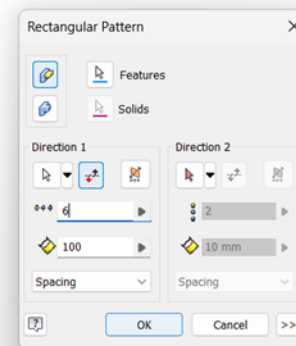 Rectangular Pattern
Features
Solids
Direction 1
Direction 2
6
2
100
10 mm
Spacing
Spacing
?
OK
Cancel
>>